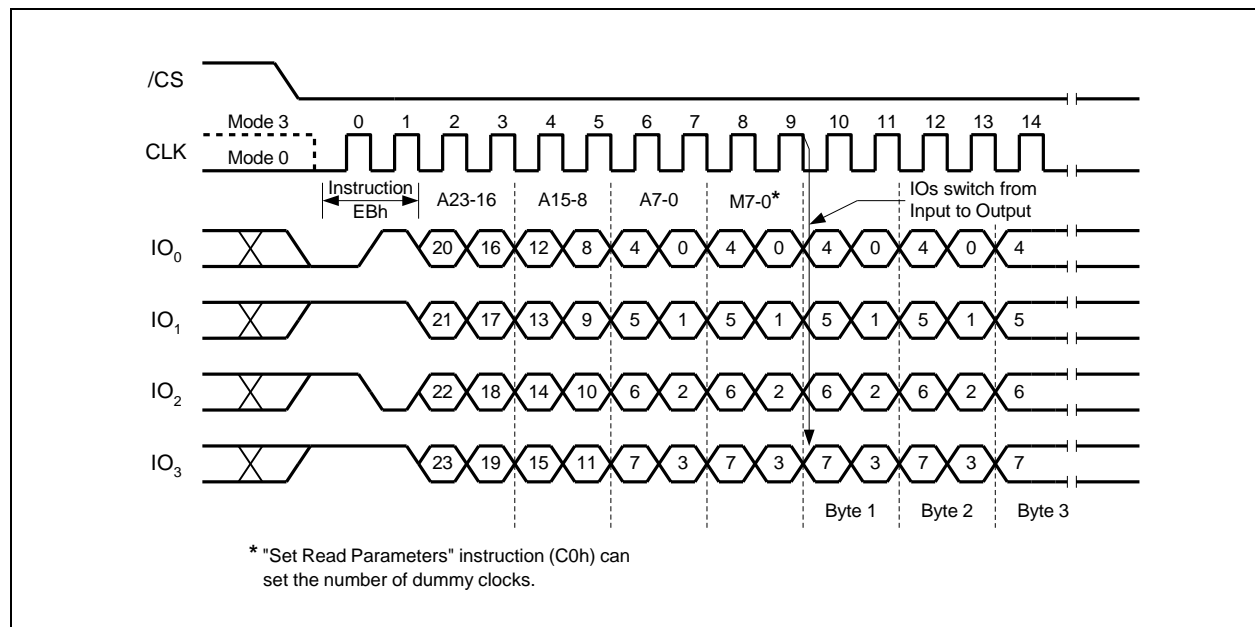 /CS
Mode 3 0 1 2 3 4 5 6 7 8 9 10 11 12 13 14
CLK Mode 0
Instruction
EBh
A23-16 A15-8 A7-0 M7-0*
IOs switch from
Input to Output
IO0 20 16 12 8 4 0 4 0 4 0 4 0 4
IO1 21 17 13 9 5 1 5 1 5 1 5 1 5
IO2 22 18 14 10 6 2 6 2 6 2 6 2 6
IO3 23 19 15 11 7 3 7 3 7 3 7 3 7
Byte 1 Byte 2 Byte 3
* "Set Read Parameters" instruction (C0h) can
set the number of dummy clocks.